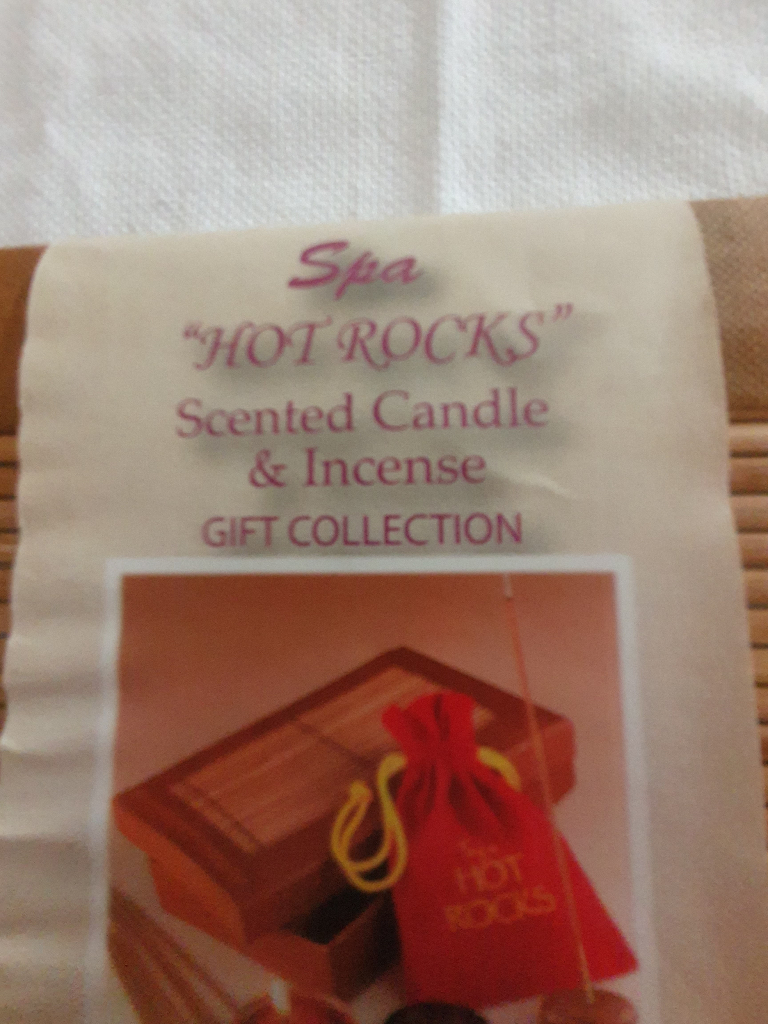 Spa
“HOT ROCKS”
Scented Candle
& Incense
GIFT COLLECTION
HOT
ROCKS